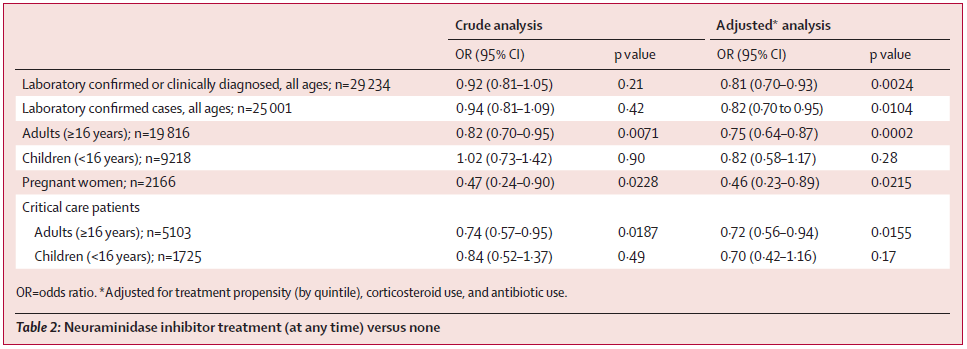 Crude analysis Adjusted* analysis
OR (95% CI) p value OR (95% CI) p value
Laboratory confirmed or clinically diagnosed, all ages; n=29 234 0·92 (0·81–1·05) 0·21 0·81 (0·70–0·93) 0·0024
Laboratory confirmed cases, all ages; n=25 001 0·94 (0·81–1·09) 0·42 0·82 (0·70 to 0·95) 0·0104
Adults (≥16 years); n=19 816 0·82 (0·70–0·95) 0·0071 0·75 (0·64–0·87) 0·0002
Children (<16 years); n=9218 1·02 (0·73–1·42) 0·90 0·82 (0·58–1·17) 0·28
Pregnant women; n=2166 0·47 (0·24–0·90) 0·0228 0·46 (0·23–0·89) 0·0215
Critical care patients
Adults (≥16 years); n=5103 0·74 (0·57–0·95) 0·0187 0·72 (0·56–0·94) 0·0155
Children (<16 years); n=1725 0·84 (0·52–1·37) 0·49 0·70 (0·42–1·16) 0·17
OR=odds ratio. *Adjusted for treatment propensity (by quintile), corticosteroid use, and antibiotic use.
Table 2: Neuraminidase inhibitor treatment (at any time) versus none